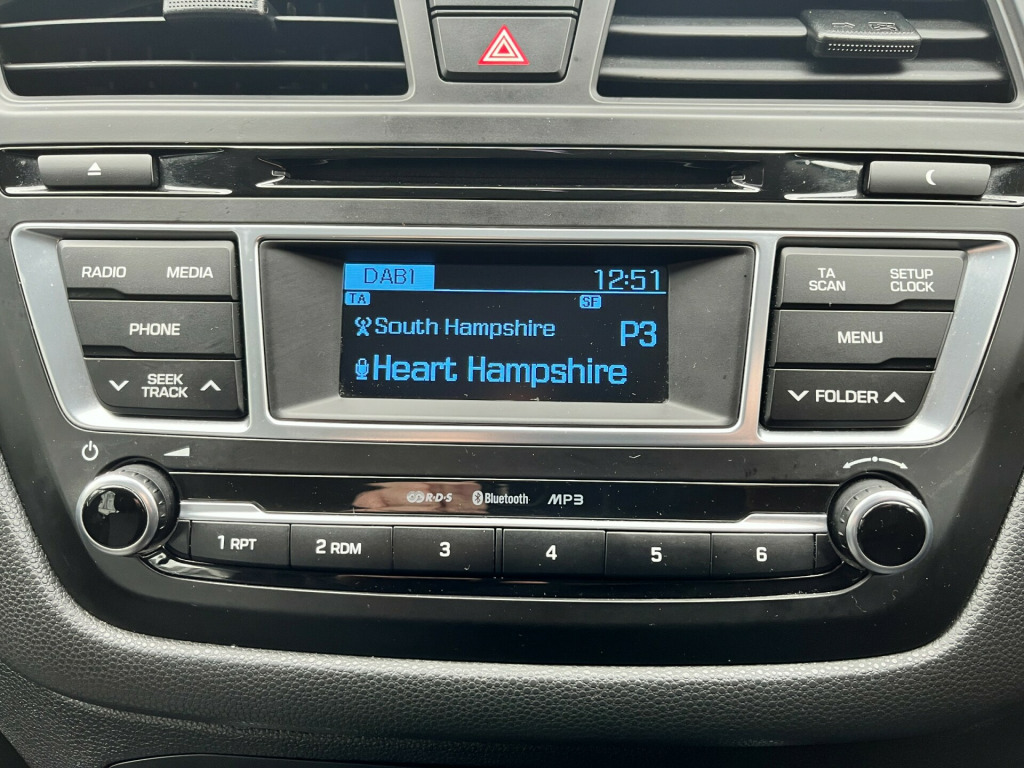 RADIO MEDIA
PHONE
SEEK
TRACK
DAB1 12:51
TA SF
South Hampshire P3
Heart Hampshire
TA
SCAN
SETUP
CLOCK
MENU
FOLDER
R·D·S Bluetooth MP3
1 RPT 2 RDM 3 4 5 6